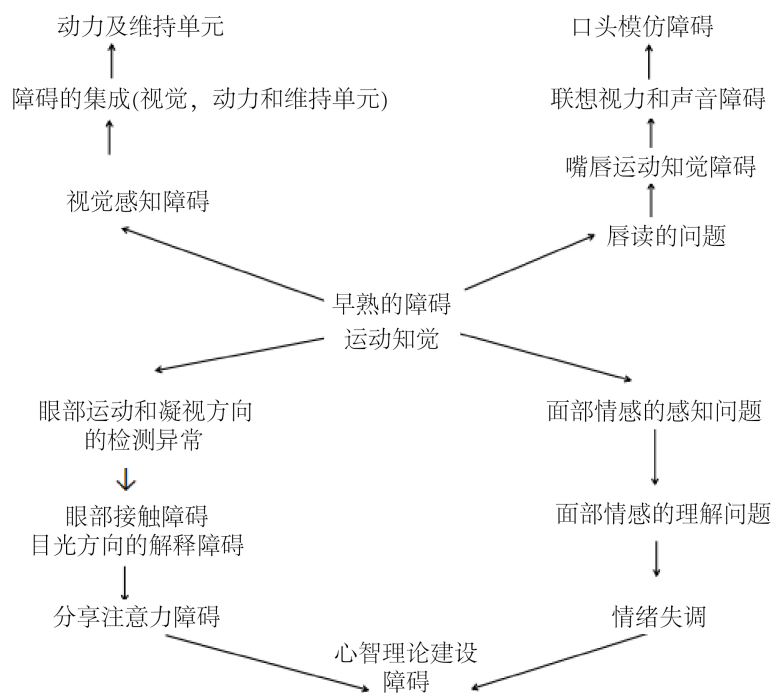 动力及维持单元
口头模仿障碍
障碍的集成(视觉，动力和维持单元)
联想视力和声音障碍
嘴唇运动知觉障碍
视觉感知障碍
唇读的问题
早熟的障碍
运动知觉
眼部运动和凝视方向
的检测异常
面部情感的感知问题
眼部接触障碍
目光方向的解释障碍
面部情感的理解问题
分享注意力障碍
情绪失调
心智理论建设
障碍